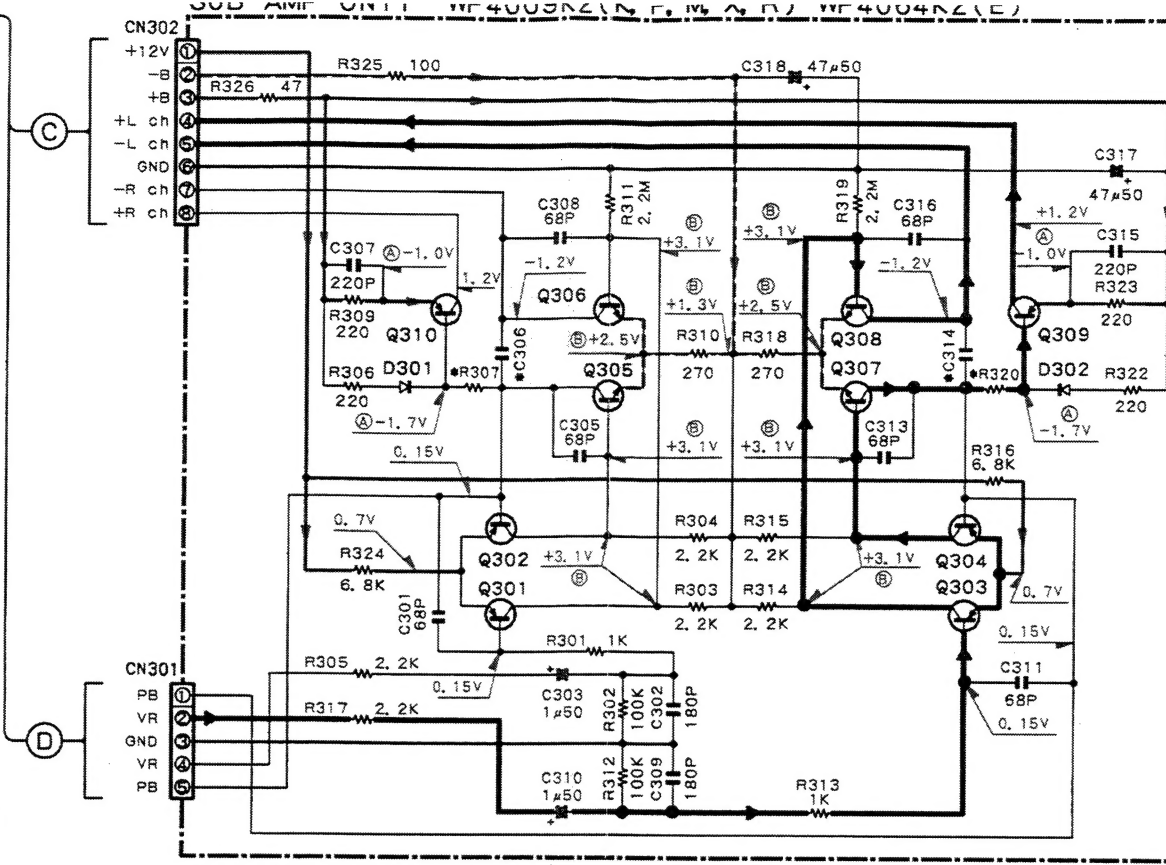 CN302
+12V ①
-B ②
+B ③
+L ch ④
-L ch ⑤
GND ⑥
-R ch ⑦
+R ch ⑧
C
R325 100
C318 47μ50
+
R326 47
C317
+
47μ50
R311
2.2M
R319
2.2M
C308
68P
C316
68P
Ⓑ
+3.1V
Ⓑ
+3.1V
+1.2V
Ⓐ
-1.0V
C315
220P
C307
220P
Ⓐ-1.0V
-1.2V
1.2V
-1.2V
R323
220
R309
220
Q310
Q306
Ⓑ
+1.3V
Ⓑ
+2.5V
Q308
Q309
Ⓑ+2.5V
R310
270
R318
270
*C306
*C314
D301
*R307
Q305
Q307
*R320
D302
R306
220
R322
220
Ⓐ-1.7V
C305
68P
Ⓑ
+3.1V
Ⓑ
+3.1V
C313
68P
Ⓐ
-1.7V
0.15V
R316
6.8K
0.7V
R324
6.8K
Q302
R304
2.2K
R315
2.2K
Q304
+3.1V
Ⓑ
+3.1V
Ⓑ
Q301
R303
2.2K
R314
2.2K
Q303
0.7V
C301
68P
0.15V
R301 1K
CN301
PB ①
VR ②
GND ③
VR ④
PB ⑤
D
R305 2.2K
0.15V
+
C303
1μ50
R302
100K
C302
180P
C311
68P
0.15V
R317 2.2K
C310
1μ50
+
R312
100K
C309
180P
R313
1K